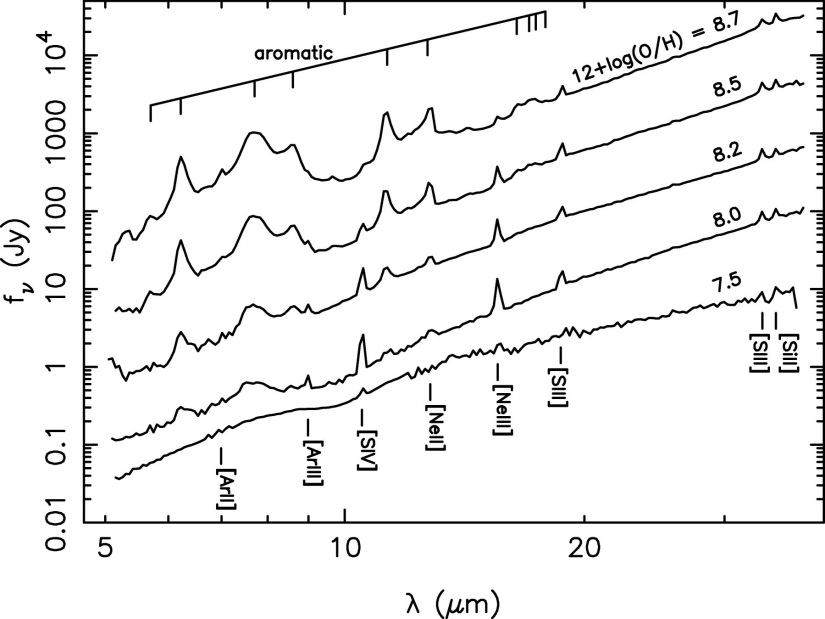 10⁴
1000
100
10
1
0.1
0.01
f_ν (Jy)
aromatic
12+log(O/H) = 8.7
8.5
8.2
8.0
7.5
[ArII]
[ArIII]
[SIV]
[NeII]
[NeIII]
[SIII]
[SIII]
[SiII]
5
10
20
λ (μm)